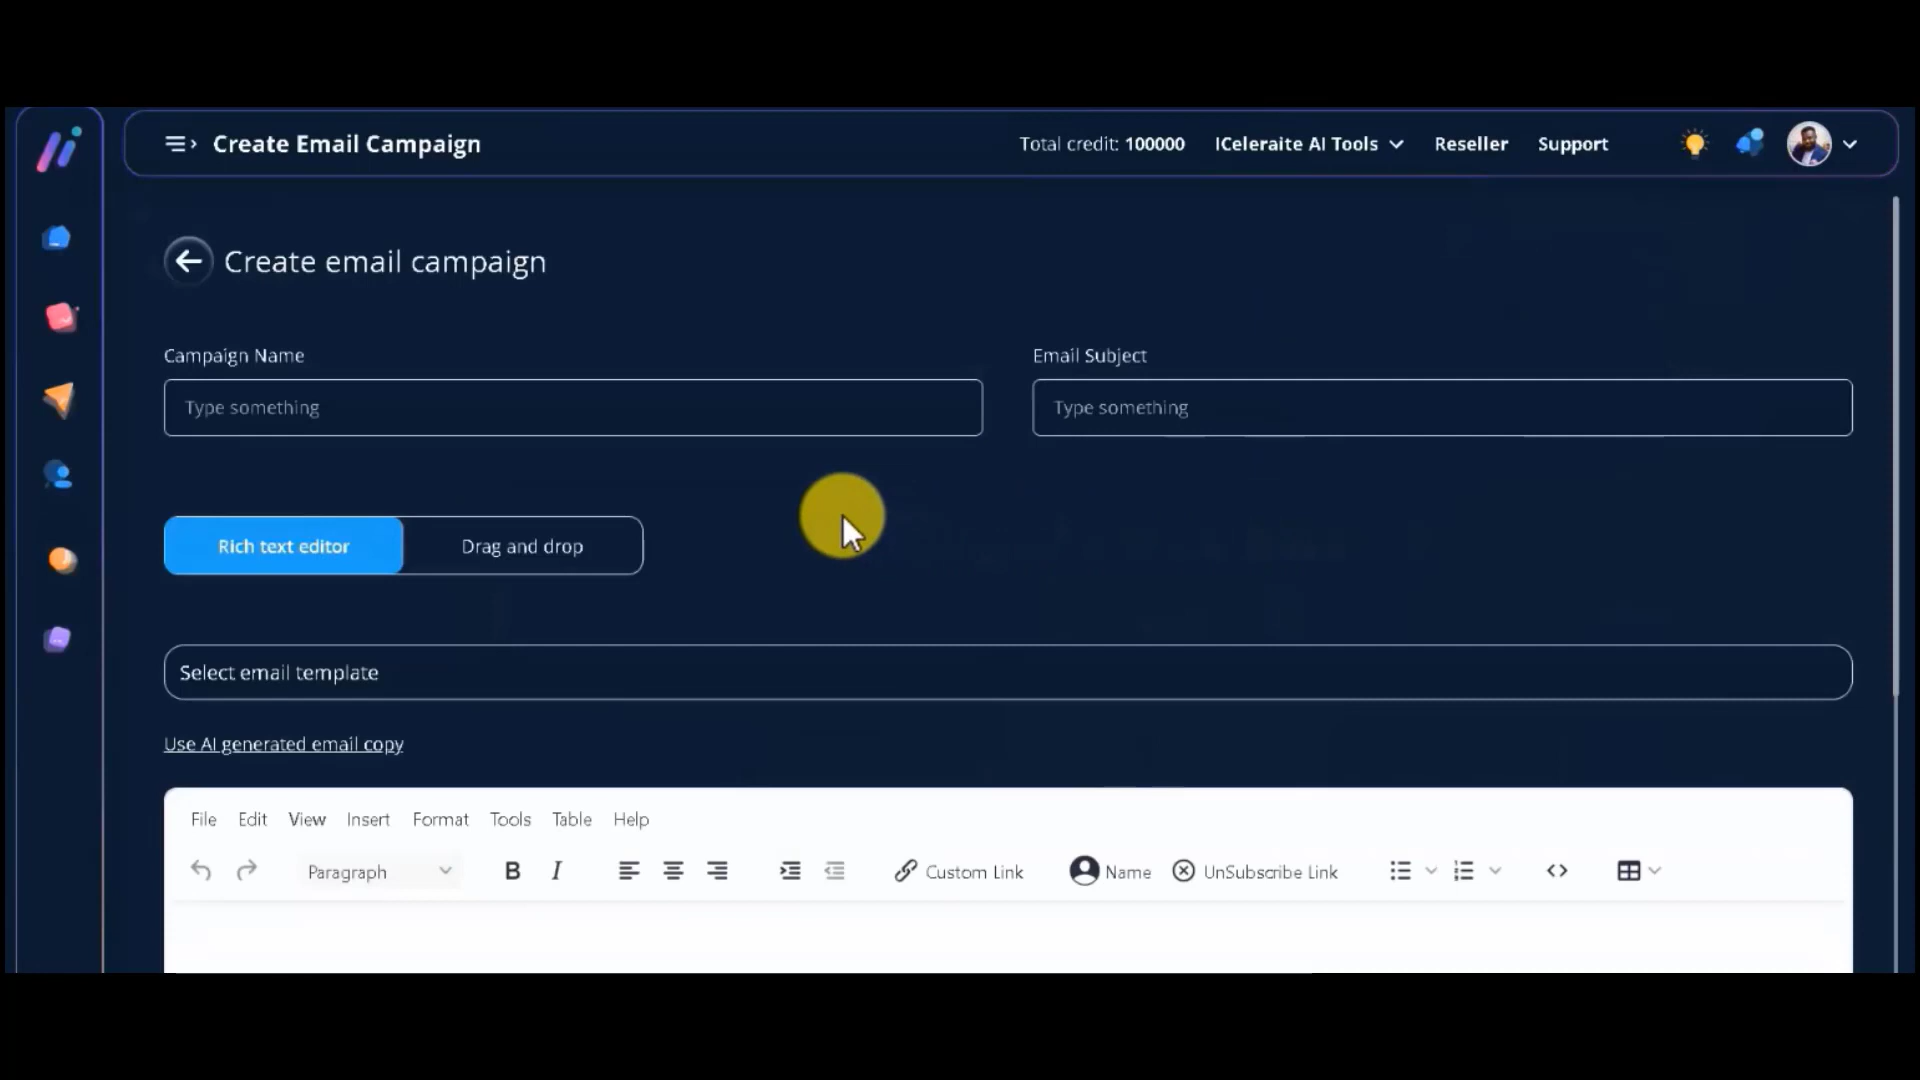 Create Email Campaign
Total credit: 100000
ICeleraite AI Tools
Reseller
Support
Create email campaign
Campaign Name
Email Subject
Type something
Type something
Rich text editor
Drag and drop
Select email template
Use AI generated email copy
File Edit View Insert Format Tools Table Help
Paragraph B I Custom Link Name UnSubscribe Link